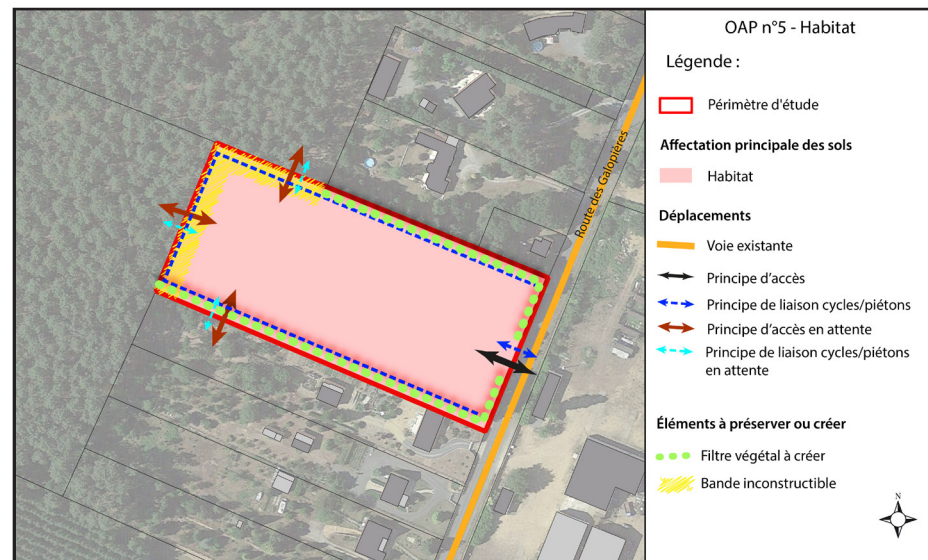 OAP n°5 - Habitat
Légende :
Périmètre d'étude
Affectation principale des sols
Habitat
Déplacements
Voie existante
Principe d'accès
Principe de liaison cycles/piétons
Principe d'accès en attente
Principe de liaison cycles/piétons
en attente
Éléments à préserver ou créer
Filtre végétal à créer
Bande inconstructible
N
Route des Galopières